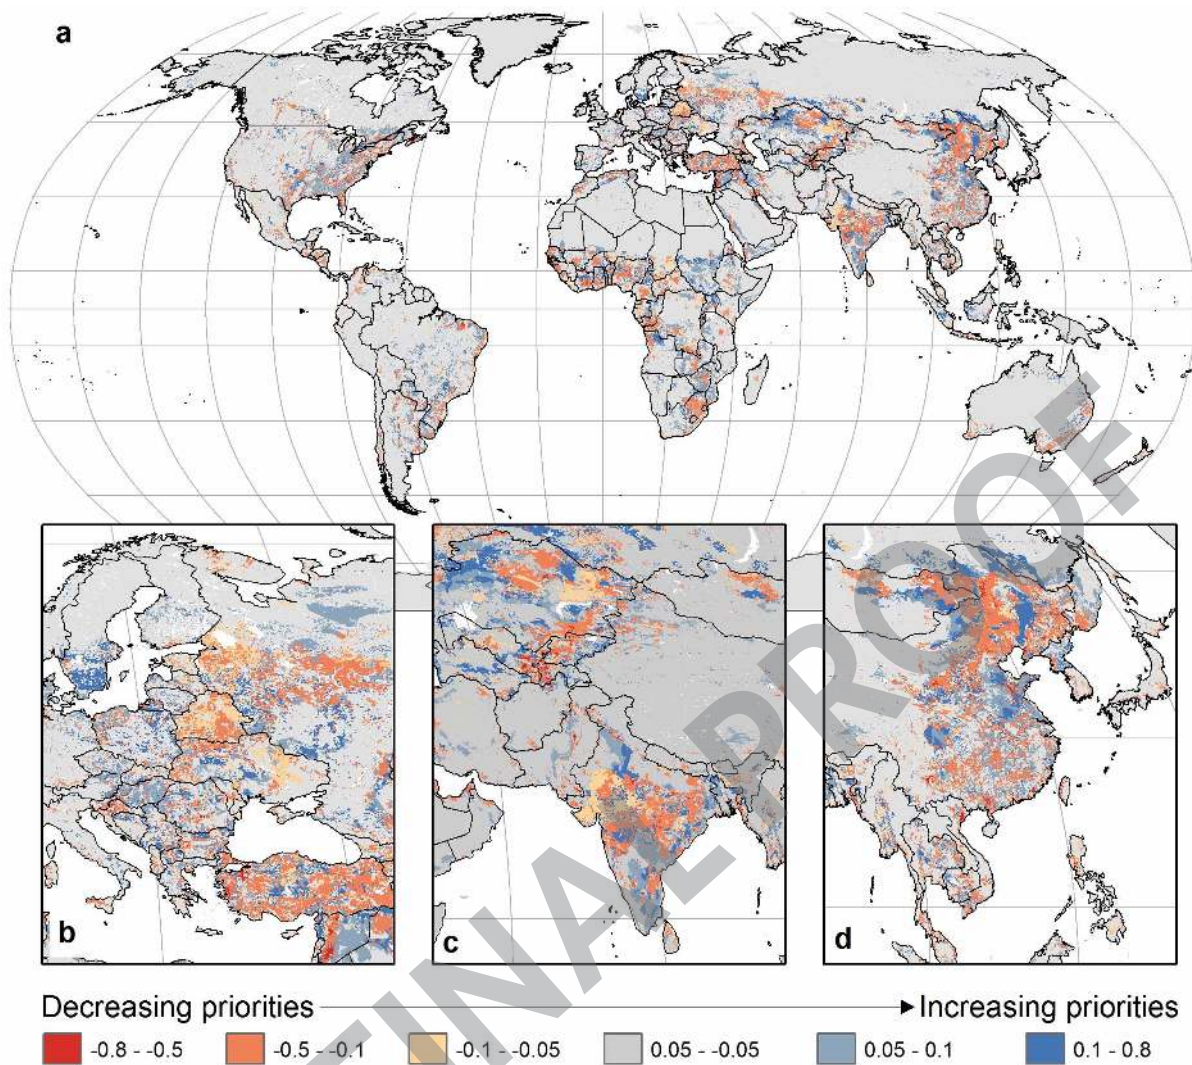 a
b
c
d
FINAL PROOF
Decreasing priorities
Increasing priorities
-0.8 - -0.5
-0.5 - -0.1
-0.1 - -0.05
0.05 - -0.05
0.05 - 0.1
0.1 - 0.8